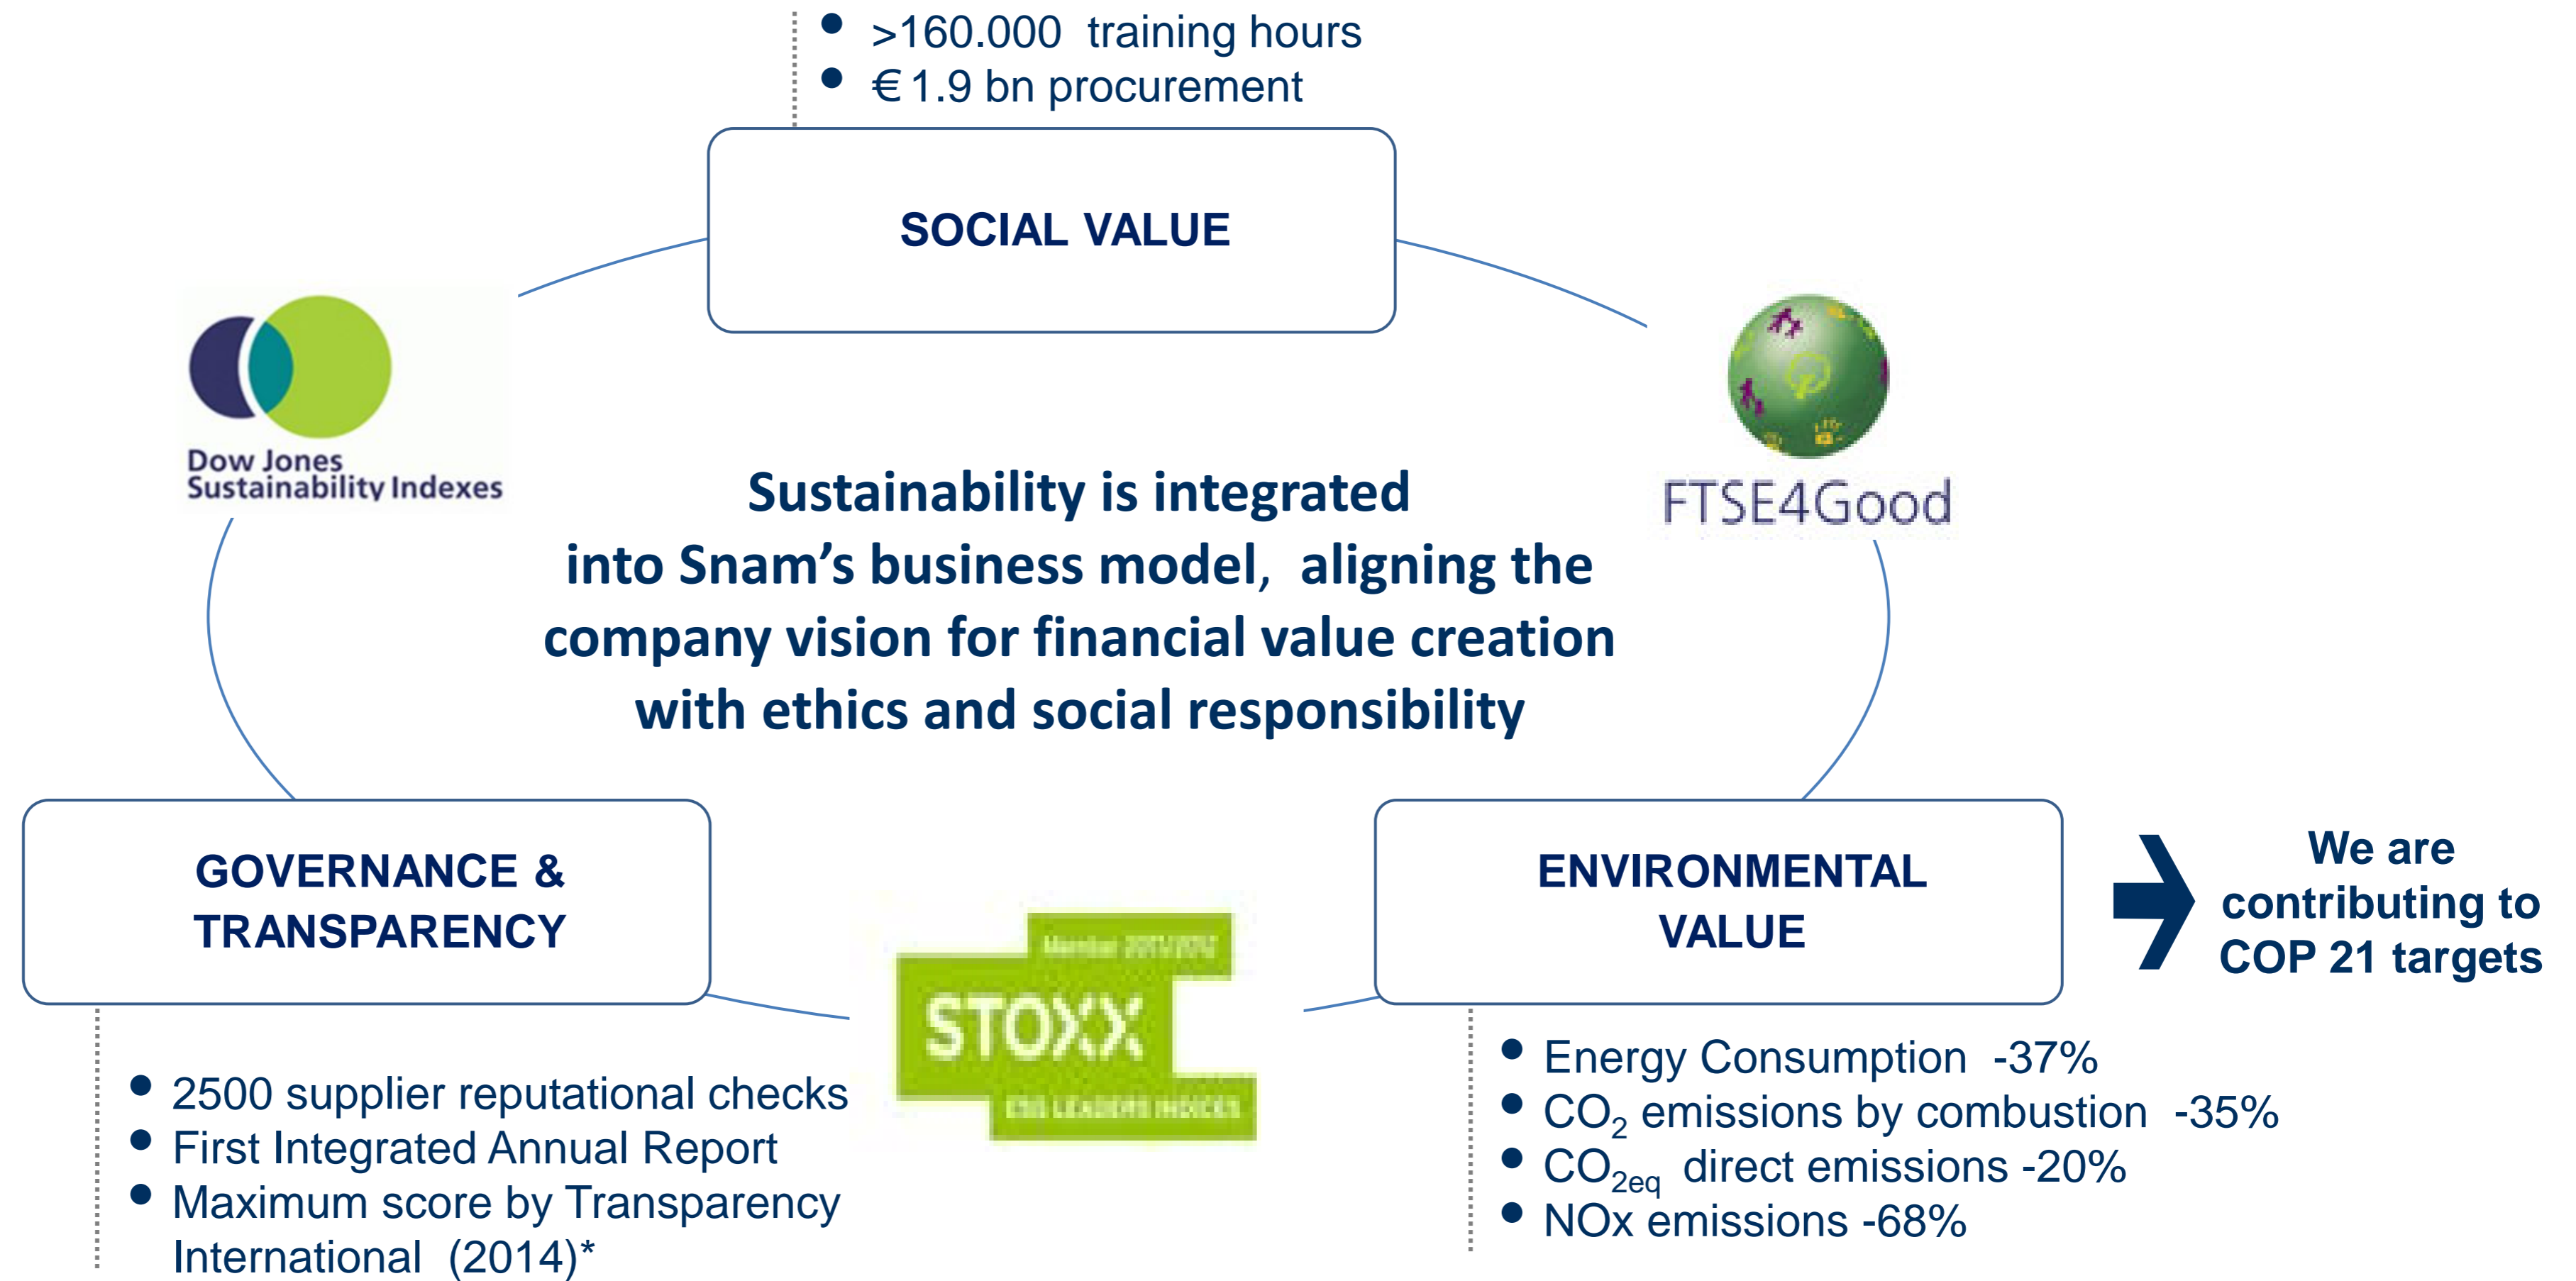 >160.000 training hours
€ 1.9 bn procurement
SOCIAL VALUE
Dow Jones
Sustainability Indexes
FTSE4Good
Sustainability is integrated
into Snam’s business model, aligning the
company vision for financial value creation
with ethics and social responsibility
GOVERNANCE &
TRANSPARENCY
ENVIRONMENTAL
VALUE
We are
contributing to
COP 21 targets
STOXX
ESG LEADERS INDICES
2500 supplier reputational checks
First Integrated Annual Report
Maximum score by Transparency
International (2014)*
Energy Consumption -37%
CO₂ emissions by combustion -35%
CO₂eq direct emissions -20%
NOx emissions -68%